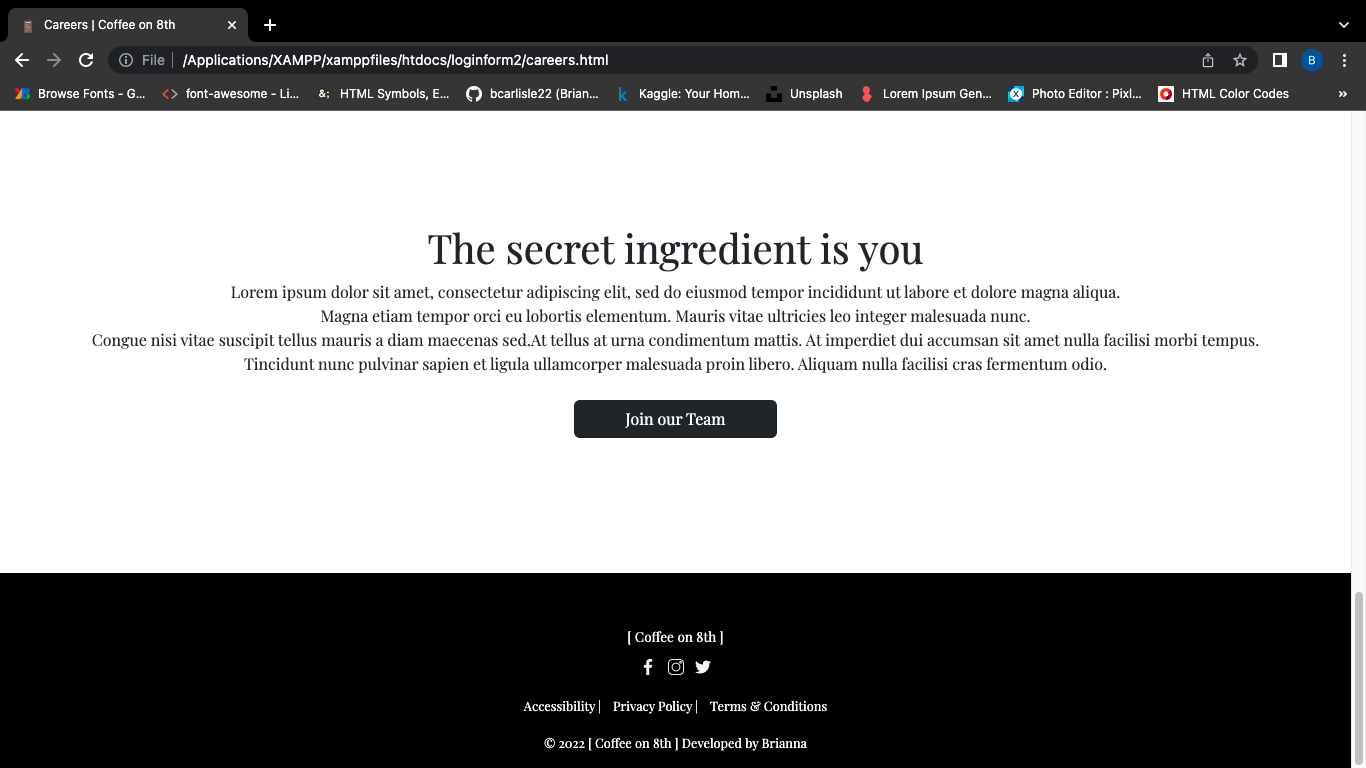 Careers | Coffee on 8th
File | /Applications/XAMPP/xamppfiles/htdocs/loginform2/careers.html
B
Browse Fonts - G... font-awesome - Li... HTML Symbols, E... bcarlisle22 (Brian... Kaggle: Your Hom... Unsplash Lorem Ipsum Gen... Photo Editor : Pixl... HTML Color Codes »
The secret ingredient is you
Lorem ipsum dolor sit amet, consectetur adipiscing elit, sed do eiusmod tempor incididunt ut labore et dolore magna aliqua.
Magna etiam tempor orci eu lobortis elementum. Mauris vitae ultricies leo integer malesuada nunc.
Congue nisi vitae suscipit tellus mauris a diam maecenas sed.At tellus at urna condimentum mattis. At imperdiet dui accumsan sit amet nulla facilisi morbi tempus.
Tincidunt nunc pulvinar sapien et ligula ullamcorper malesuada proin libero. Aliquam nulla facilisi cras fermentum odio.
Join our Team
[ Coffee on 8th ]
Accessibility | Privacy Policy | Terms & Conditions
© 2022 [ Coffee on 8th ] Developed by Brianna